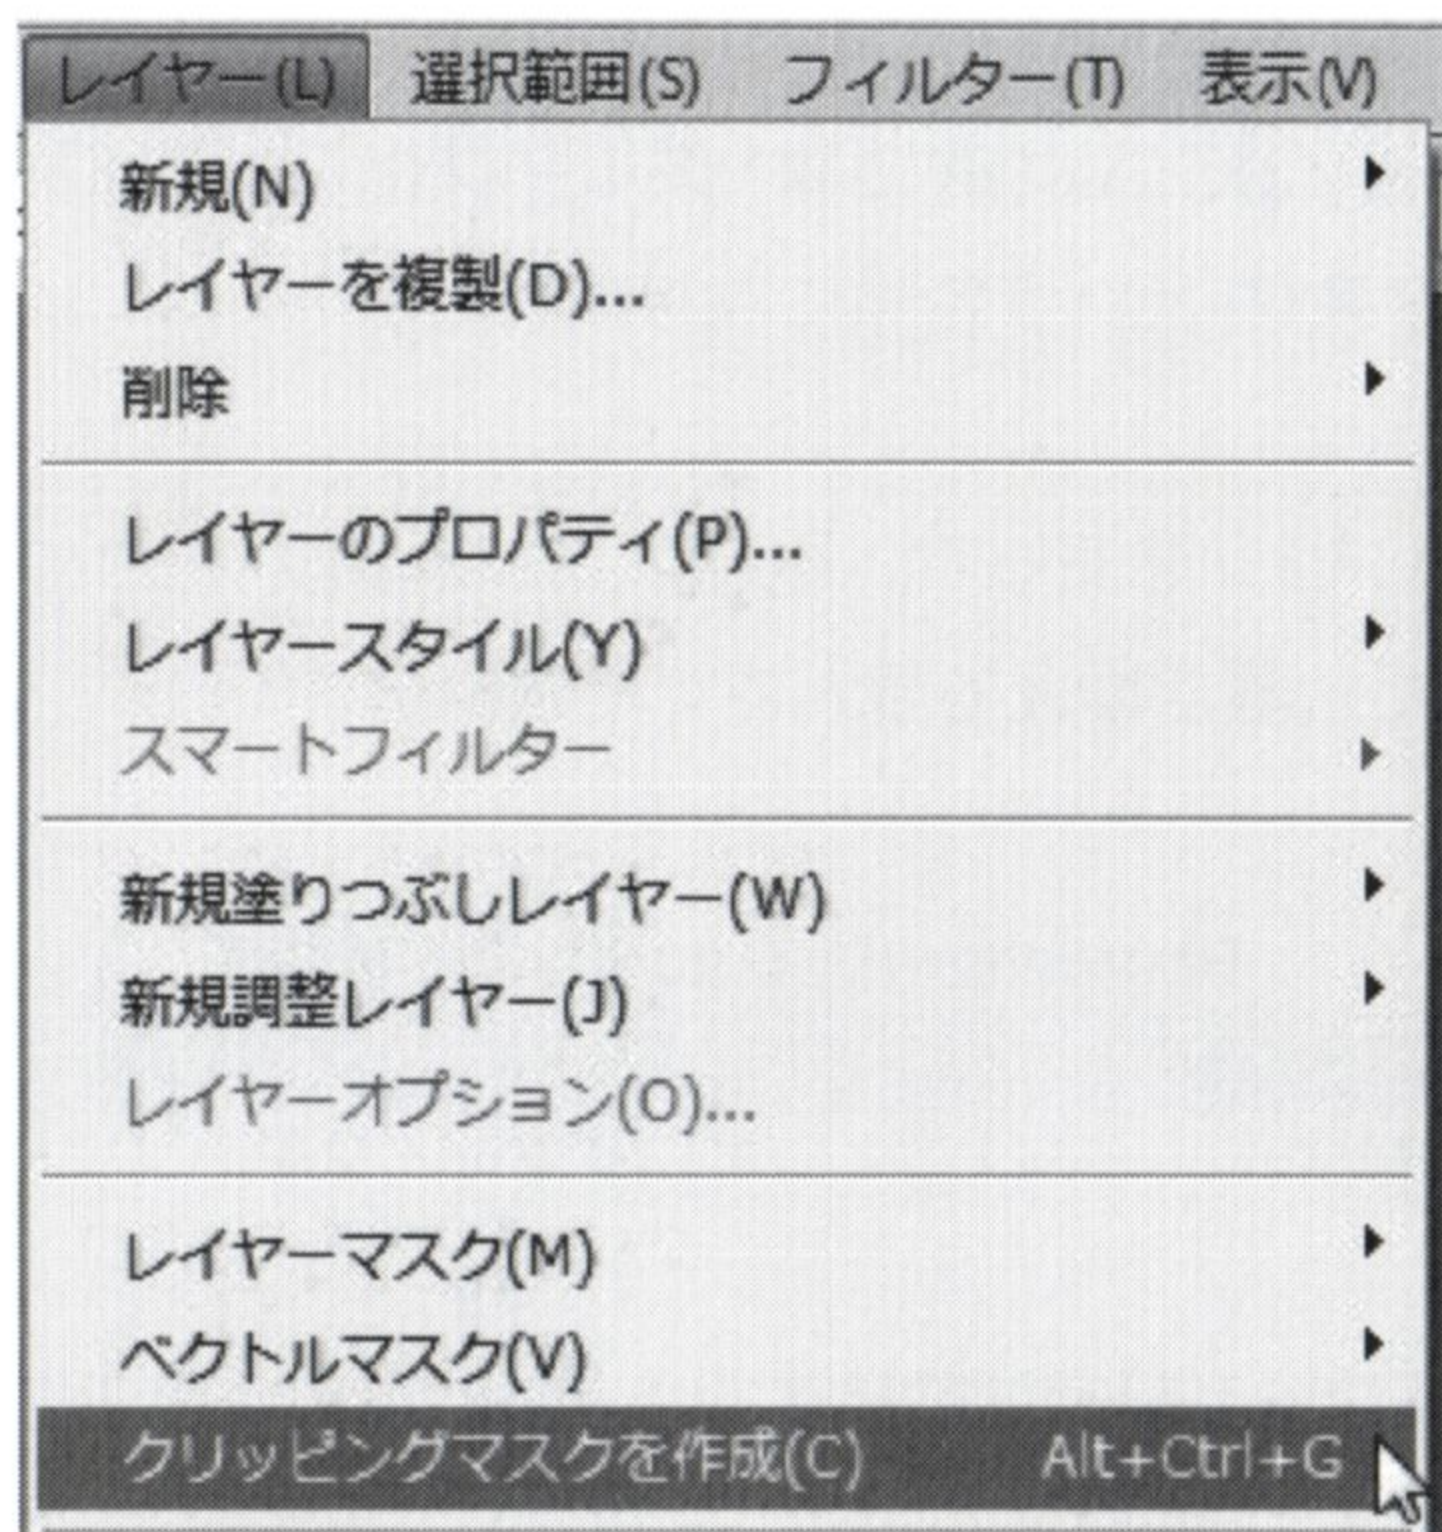 レイヤー(L) 選択範囲(S) フィルター(T) 表示(V)
新規(N)
レイヤーを複製(D)...
削除
レイヤーのプロパティ(P)...
レイヤースタイル(Y)
スマートフィルター
新規塗りつぶしレイヤー(W)
新規調整レイヤー(J)
レイヤーオプション(O)...
レイヤーマスク(M)
ベクトルマスク(V)
クリッピングマスクを作成(C) Alt+Ctrl+G